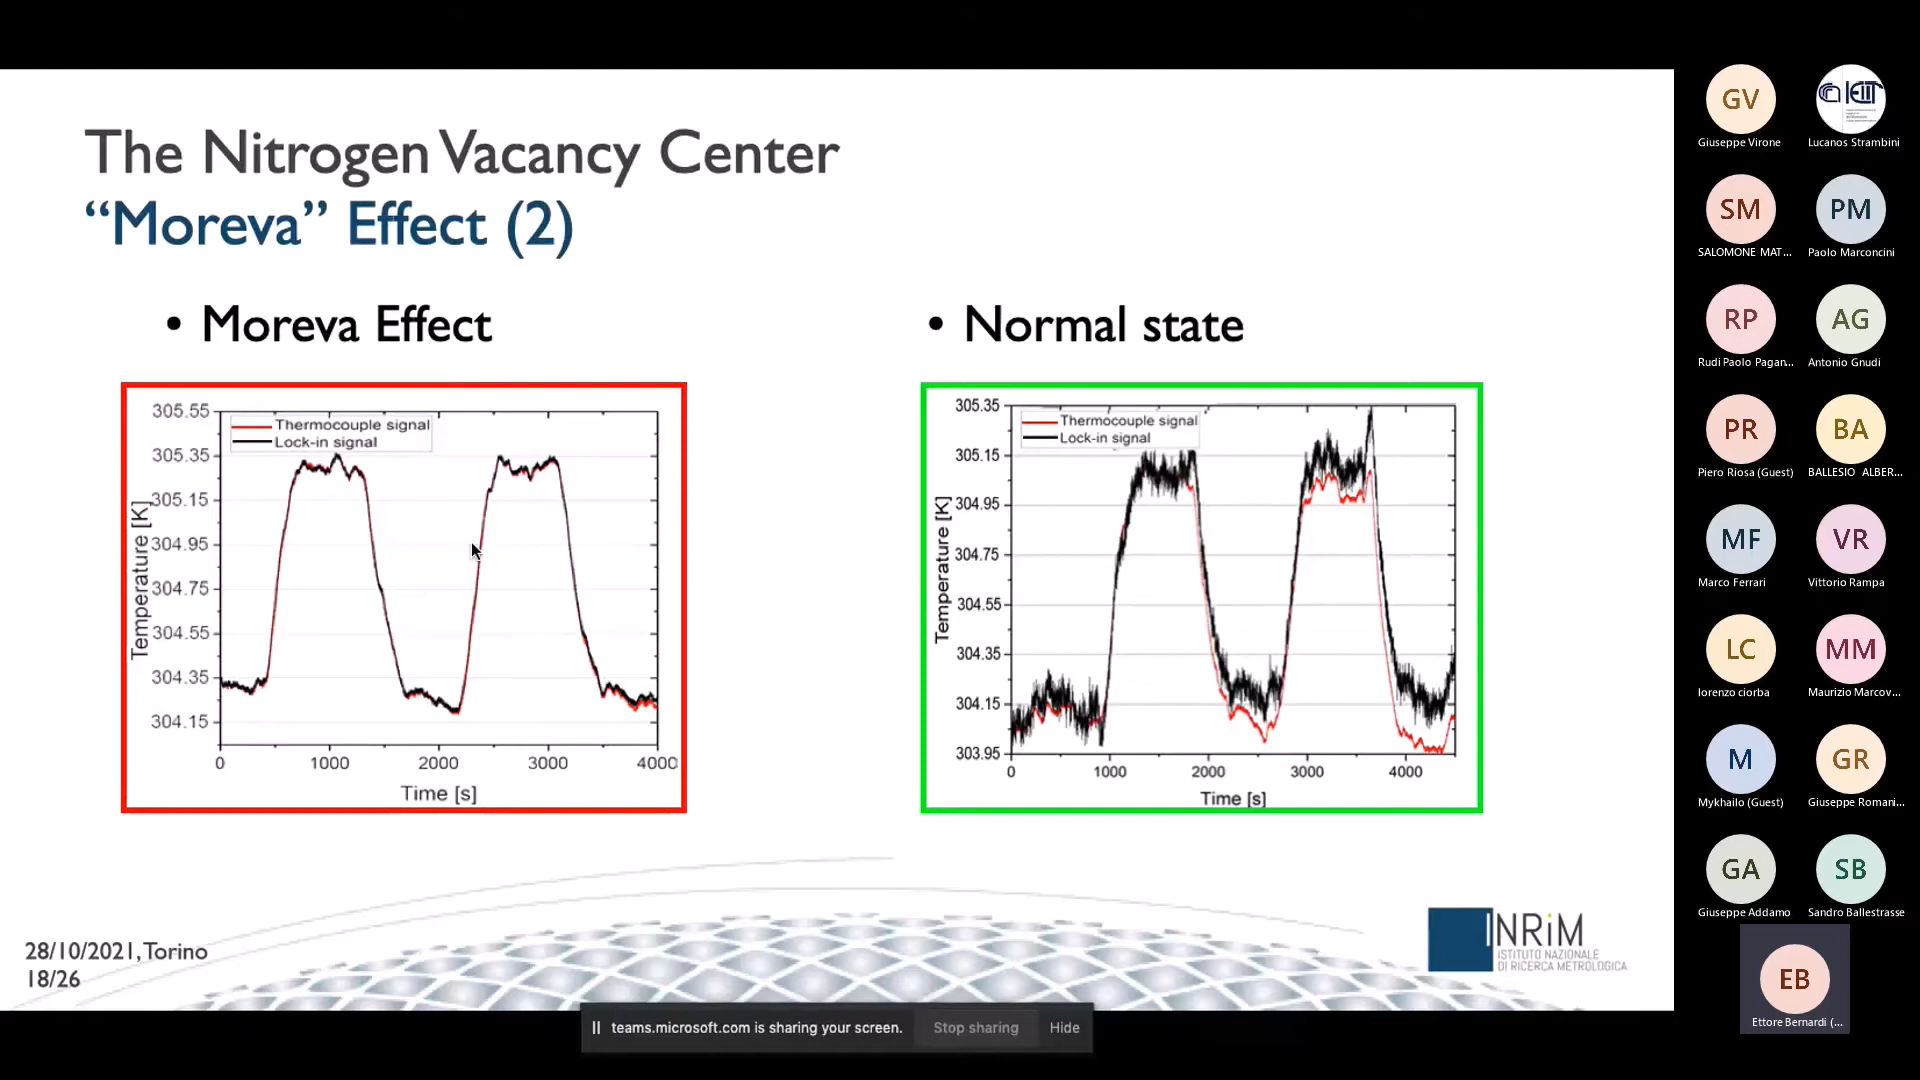 The Nitrogen Vacancy Center
“Moreva” Effect (2)
• Moreva Effect
• Normal state
Thermocouple signal
Lock-in signal
305.55
305.35
305.15
304.95
304.75
304.55
304.35
304.15
Temperature [K]
0 1000 2000 3000 4000
Time [s]
Thermocouple signal
Lock-in signal
305.35
305.15
304.95
304.75
304.55
304.35
304.15
303.95
Temperature [K]
0 1000 2000 3000 4000
Time [s]
28/10/2021, Torino
18/26
INRiM
ISTITUTO NAZIONALE
DI RICERCA METROLOGICA
teams.microsoft.com is sharing your screen.
Stop sharing
Hide
GV
Giuseppe Virone
IEIIT
Lucanos Strambini
SM
SALOMONE MAT...
PM
Paolo Marconcini
RP
Rudi Paolo Pagan...
AG
Antonio Gnudi
PR
Piero Riosa (Guest)
BA
BALLESIO ALBER...
MF
Marco Ferrari
VR
Vittorio Rampa
LC
lorenzo ciorba
MM
Maurizio Marcov...
M
Mykhailo (Guest)
GR
Giuseppe Romani...
GA
Giuseppe Addamo
SB
Sandro Ballestrasse
EB
Ettore Bernardi (...